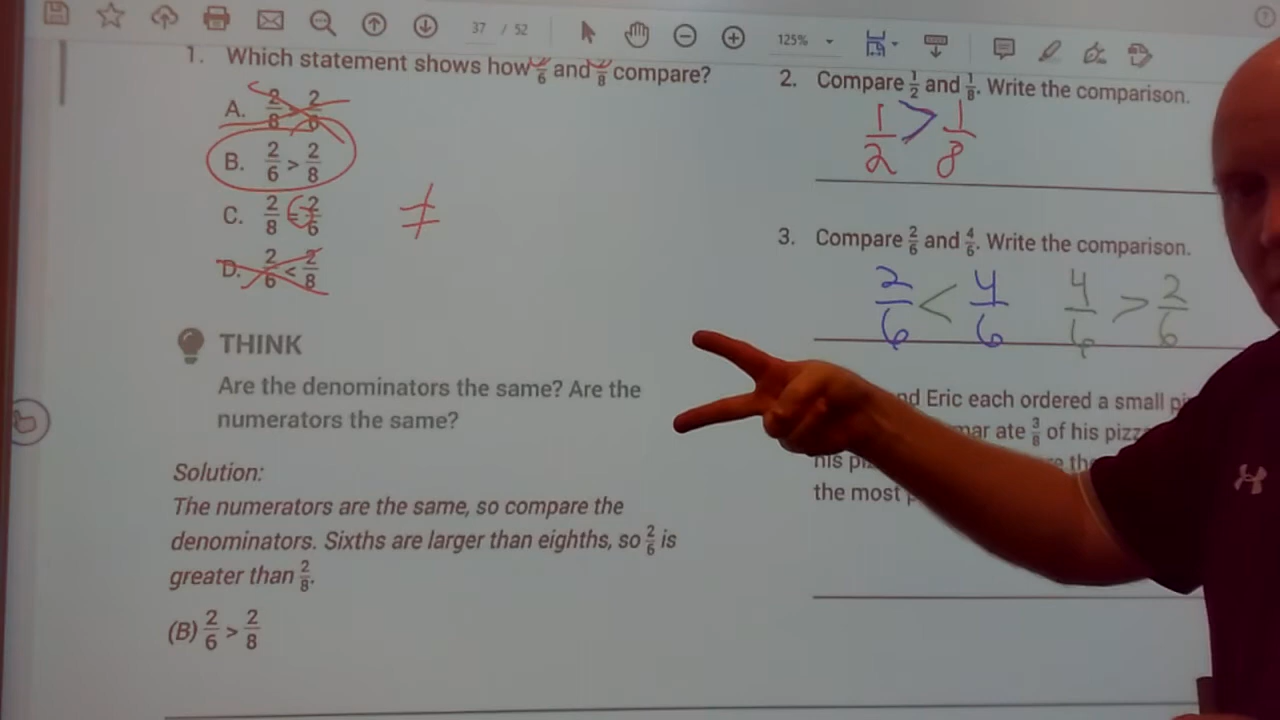 37 / 52
125%
1. Which statement shows how 2/6 and 2/8 compare?
A. 2/8 > 2/6
B. 2/6 > 2/8
C. 2/8 = 2/6
≠
D. 2/6 < 2/8
THINK
Are the denominators the same? Are the
numerators the same?
Solution:
The numerators are the same, so compare the
denominators. Sixths are larger than eighths, so 2/6 is
greater than 2/8.
(B) 2/6 > 2/8
2. Compare 1/2 and 1/8. Write the comparison.
1/2 > 1/8
3. Compare 2/6 and 4/6. Write the comparison.
2/6 < 4/6 4/6 > 2/6
and Eric each ordered a small
ate 3/8 of his pizza
his
the most